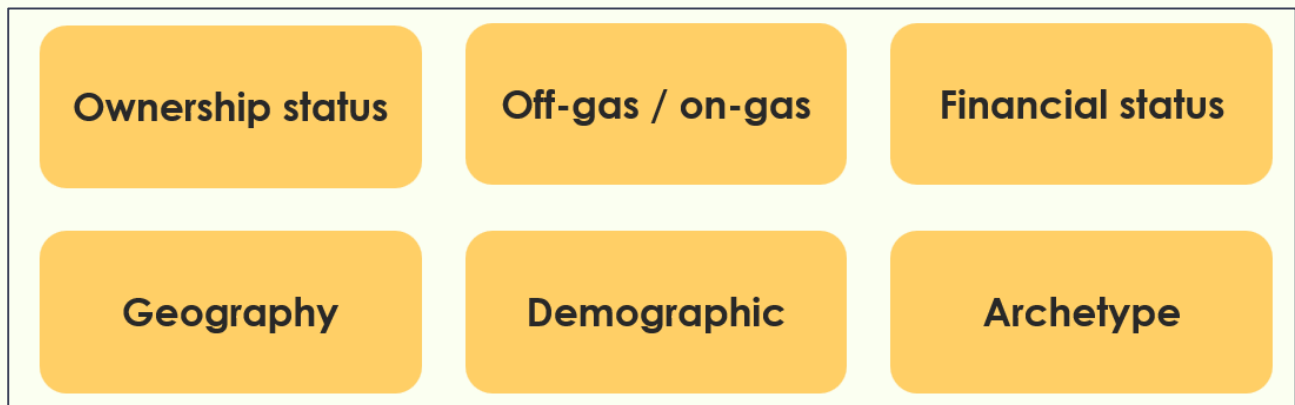 Ownership status
Off-gas / on-gas
Financial status
Geography
Demographic
Archetype